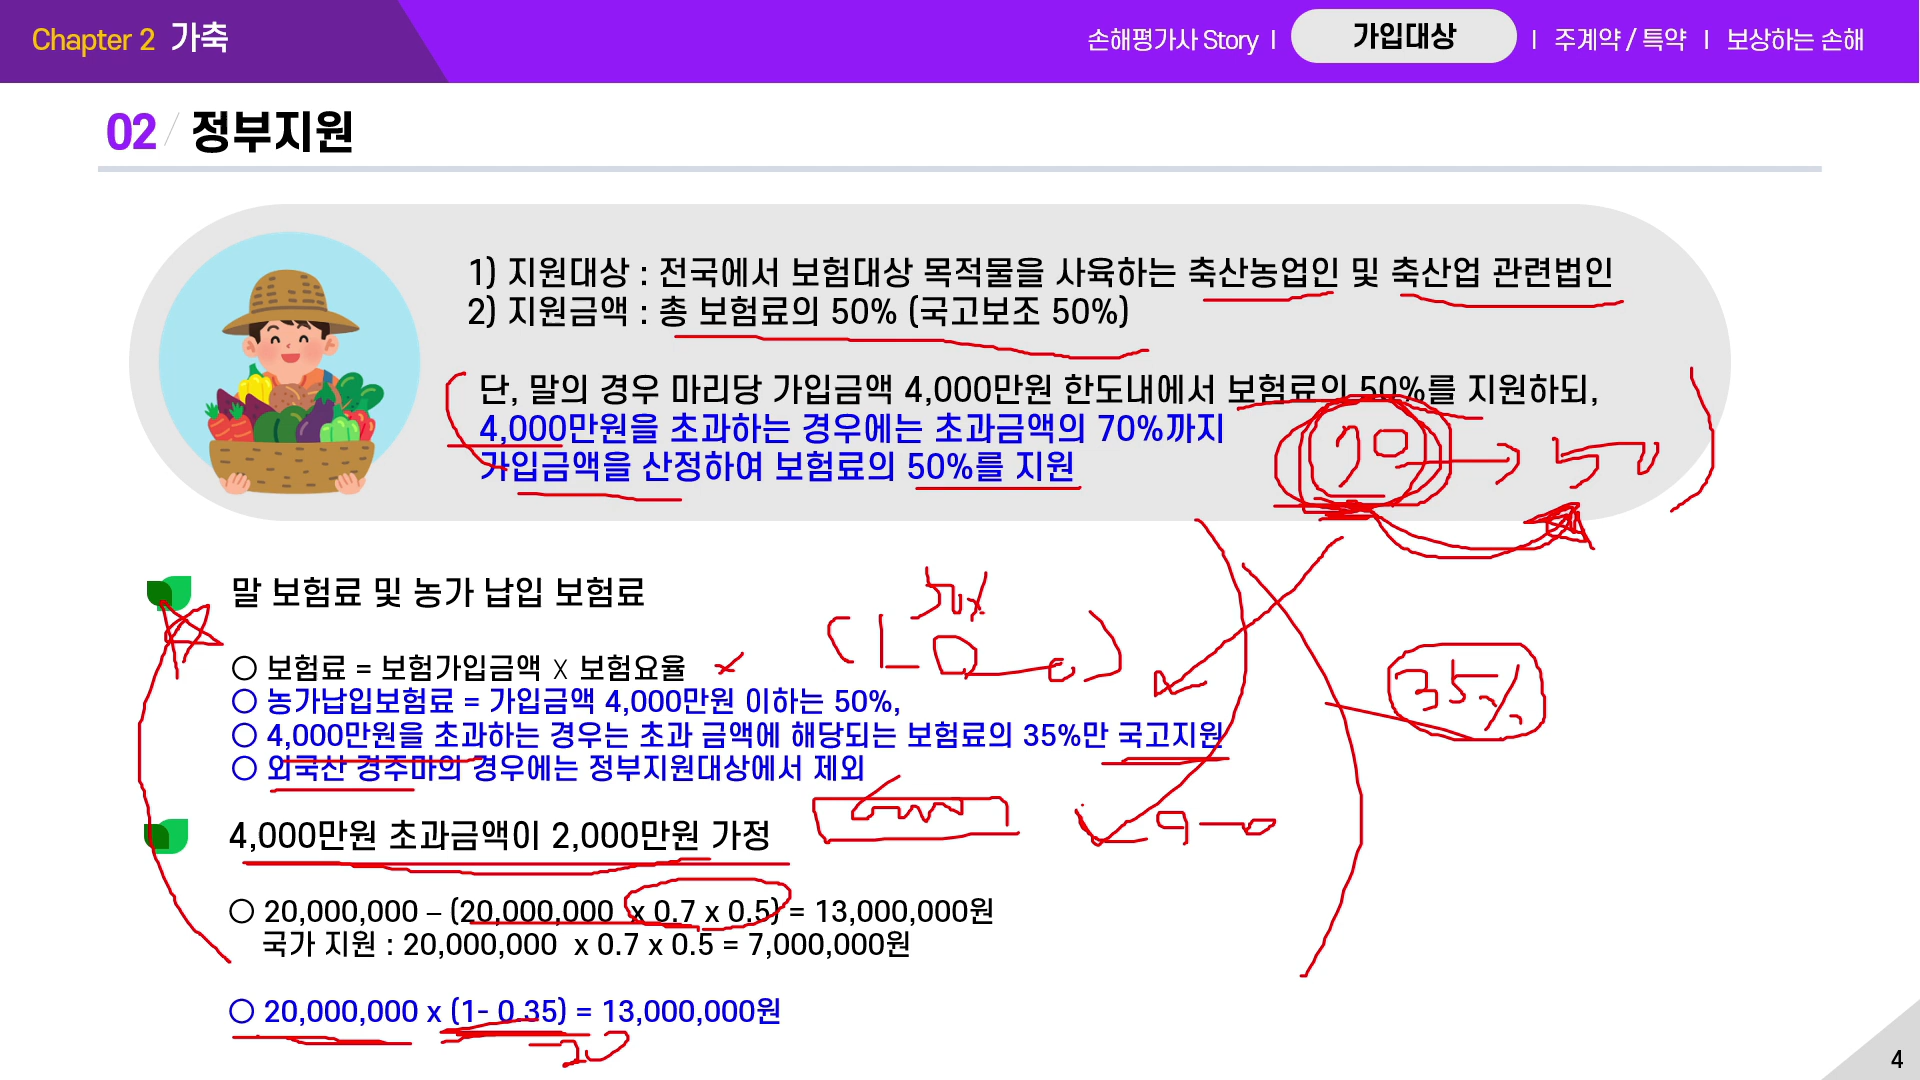 Chapter 2 가축
손해평가사 Story | 가입대상 | 주계약 / 특약 | 보상하는 손해
02 / 정부지원
1) 지원대상 : 전국에서 보험대상 목적물을 사육하는 축산농업인 및 축산업 관련법인
2) 지원금액 : 총 보험료의 50% (국고보조 50%)
단, 말의 경우 마리당 가입금액 4,000만원 한도내에서 보험료의 50%를 지원하되,
4,000만원을 초과하는 경우에는 초과금액의 70%까지
가입금액을 산정하여 보험료의 50%를 지원
70 → 50
말 보험료 및 농가 납입 보험료
○ 보험료 = 보험가입금액 X 보험요율
○ 농가납입보험료 = 가입금액 4,000만원 이하는 50%,
○ 4,000만원을 초과하는 경우는 초과 금액에 해당되는 보험료의 35%만 국고지원
35%
○ 외국산 경주마의 경우에는 정부지원대상에서 제외
4,000만원 초과금액이 2,000만원 가정
○ 20,000,000 – (20,000,000 x 0.7 x 0.5) = 13,000,000원
국가 지원 : 20,000,000 x 0.7 x 0.5 = 7,000,000원
○ 20,000,000 x (1- 0.35) = 13,000,000원
4